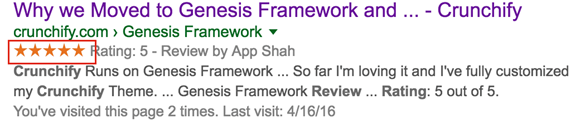 Why we Moved to Genesis Framework and ... - Crunchify
crunchify.com › Genesis Framework ▼
★★★★★ Rating: 5 - Review by App Shah
Crunchify Runs on Genesis Framework ... So far I'm loving it and I've fully customized
my Crunchify Theme. ... Genesis Framework Review ... Rating: 5 out of 5.
You've visited this page 2 times. Last visit: 4/16/16